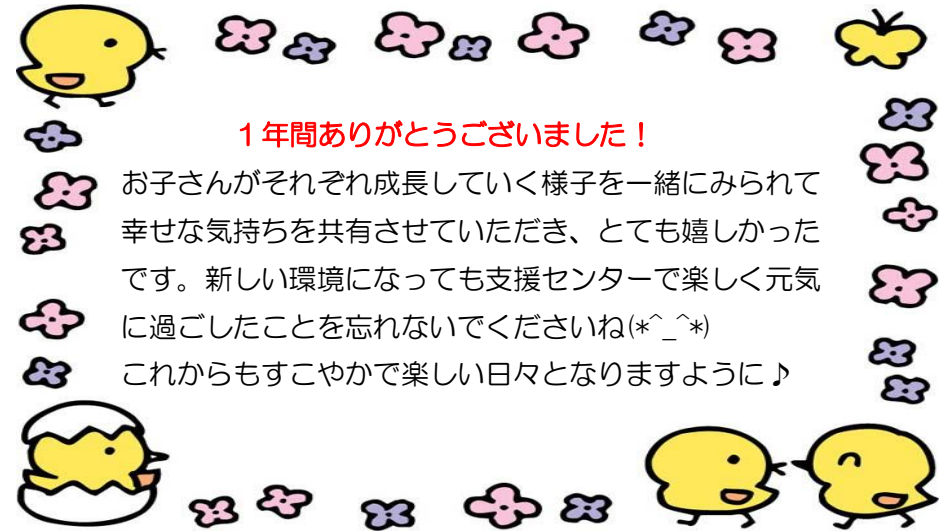 １年間ありがとうございました！
お子さんがそれぞれ成長していく様子を一緒にみられて
幸せな気持ちを共有させていただき、とても嬉しかった
です。新しい環境になっても支援センターで楽しく元気
に過ごしたことを忘れないでくださいね(*^_^*)
これからもすこやかで楽しい日々となりますように♪